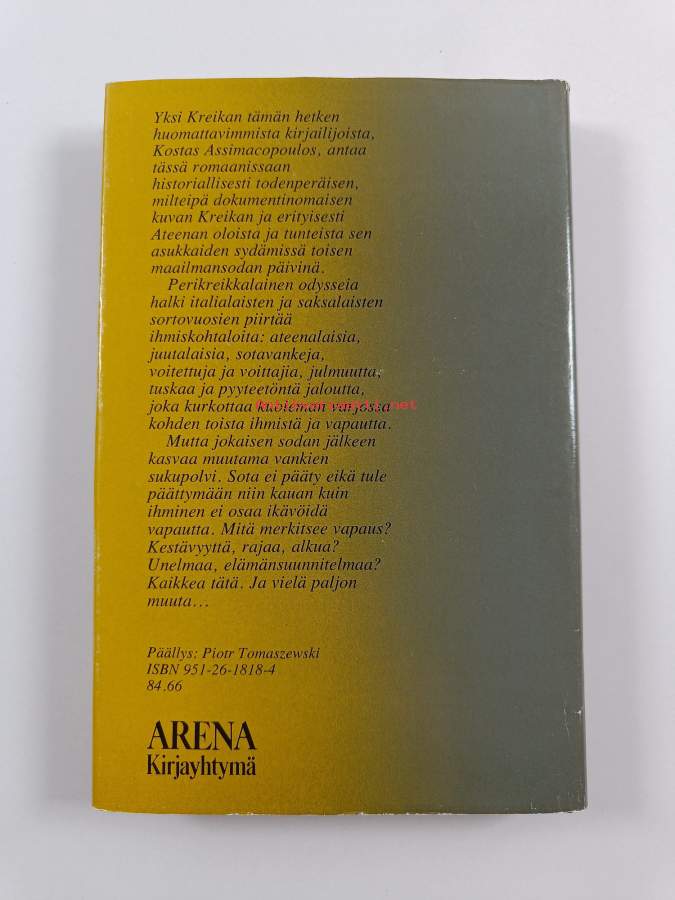 Yksi Kreikan tämän hetken
huomattavimmista kirjailijoista,
Kostas Assimacopoulos, antaa
tässä romaanissaan
historiallisesti todenperäisen,
milteipä dokumentinomaisen
kuvan Kreikan ja erityisesti
Ateenan oloista ja tunteista sen
asukkaiden sydämissä toisen
maailmansodan päivinä.
Perikreikkalainen odysseia
halki italialaisten ja saksalaisten
sortovuosien piirtää
ihmiskohtaloita: ateenalaisia,
juutalaisia, sotavankeja,
voitettuja ja voittajia, julmuutta,
tuskaa ja pyyteetöntä jaloutta,
joka kurkottaa kuoleman varjossa
kohden toista ihmistä ja vapautta.
Mutta jokaisen sodan jälkeen
kasvaa muutama vankien
sukupolvi. Sota ei pääty eikä tule
päättymään niin kauan kuin
ihminen ei osaa ikävöidä
vapautta. Mitä merkitsee vapaus?
Kestävyyttä, rajaa, alkua?
Unelmaa, elämänsuunnitelmaa?
Kaikkea tätä. Ja vielä paljon
muuta...
Päällys: Piotr Tomaszewski
ISBN 951-26-1818-4
84.66
ARENA
Kirjayhtymä